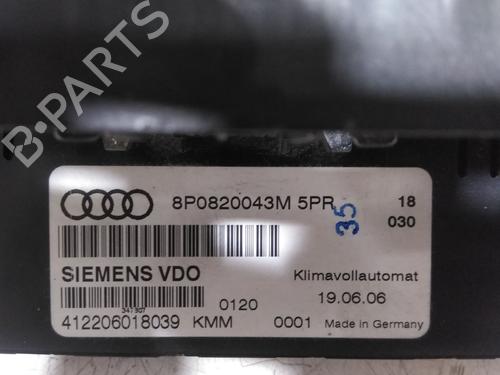 B-PARTS
8P0820043M 5PR 18
35 030
SIEMENS VDO Klimavollautomat
341307 0120 19.06.06
412206018039 KMM 0001 Made in Germany